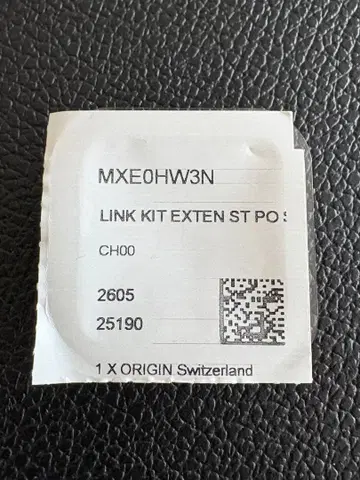 MXE0HW3N
LINK KIT EXTEN ST PO
CH00
2605
25190
1 X ORIGIN Switzerland